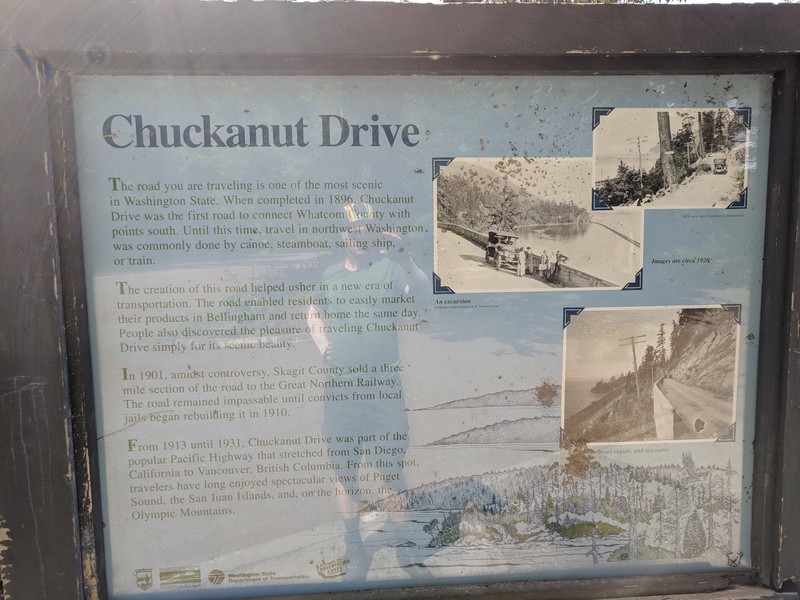 Chuckanut Drive
The road you are traveling is one of the most scenic
in Washington State. When completed in 1896, Chuckanut
Drive was the first road to connect Whatcom County with
points south. Until this time, travel in northwest Washington
was commonly done by canoe, steamboat, sailing ship,
or train.
The creation of this road helped usher in a new era of
transportation. The road enabled residents to easily market
their products in Bellingham and return home the same day.
People also discovered the pleasure of traveling Chuckanut
Drive simply for its scenic beauty.
In 1901, amidst controversy, Skagit County sold a three
mile section of the road to the Great Northern Railway.
The road remained impassable until convicts from local
jails began rebuilding it in 1910.
From 1913 until 1931, Chuckanut Drive was part of the
popular Pacific Highway that stretched from San Diego,
California to Vancouver, British Columbia. From this spot,
travelers have long enjoyed spectacular views of Puget
Sound, the San Juan Islands, and, on the horizon, the
Olympic Mountains.
An excursion
Images are circa 1920
engine, and two autos
Washington State
Department of Transportation